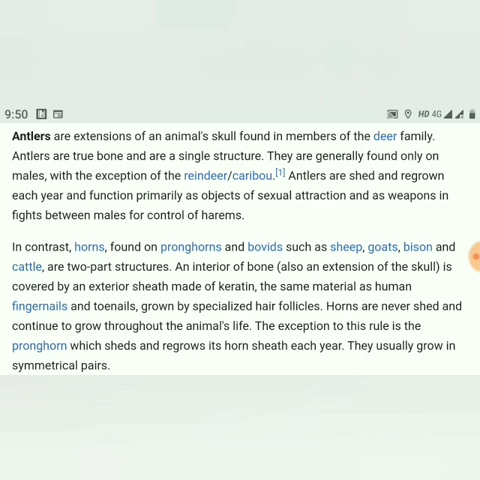 9:50 HD 4G
Antlers are extensions of an animal's skull found in members of the deer family.
Antlers are true bone and are a single structure. They are generally found only on
males, with the exception of the reindeer/caribou.[1] Antlers are shed and regrown
each year and function primarily as objects of sexual attraction and as weapons in
fights between males for control of harems.
In contrast, horns, found on pronghorns and bovids such as sheep, goats, bison and
cattle, are two-part structures. An interior of bone (also an extension of the skull) is
covered by an exterior sheath made of keratin, the same material as human
fingernails and toenails, grown by specialized hair follicles. Horns are never shed and
continue to grow throughout the animal's life. The exception to this rule is the
pronghorn which sheds and regrows its horn sheath each year. They usually grow in
symmetrical pairs.